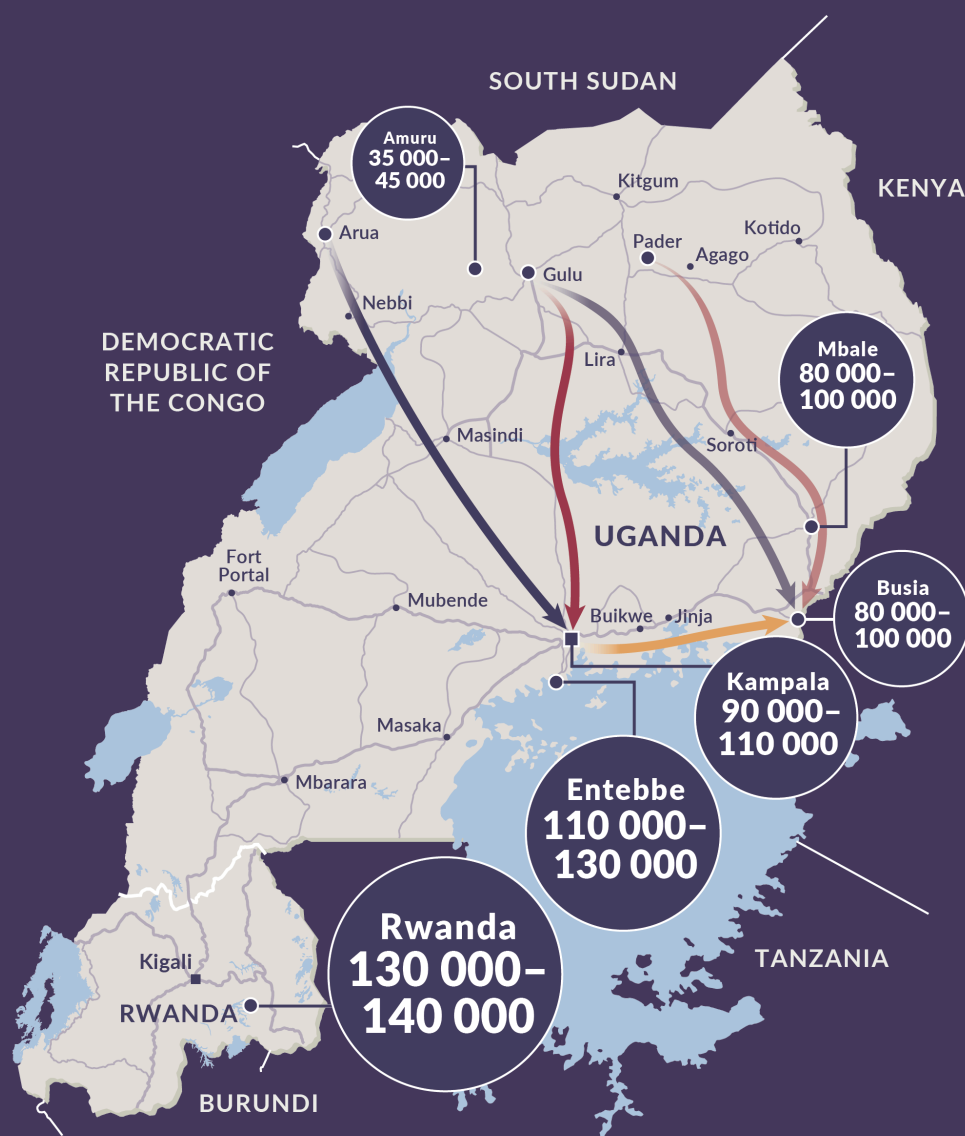 SOUTH SUDAN
Amuru
35 000–
45 000
Kitgum
KENYA
Arua
Kotido
Pader
Agago
Gulu
Nebbi
DEMOCRATIC
REPUBLIC OF
THE CONGO
Lira
Mbale
80 000–
100 000
Masindi
Soroti
UGANDA
Fort
Portal
Mubende
Buikwe
Jinja
Busia
80 000–
100 000
Kampala
90 000–
110 000
Masaka
Mbarara
Entebbe
110 000–
130 000
Rwanda
130 000–
140 000
Kigali
RWANDA
TANZANIA
BURUNDI